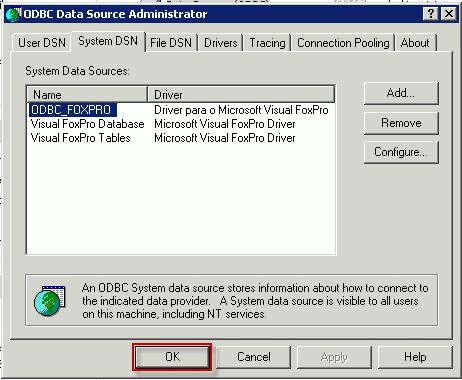 ODBC Data Source Administrator
User DSN System DSN File DSN Drivers Tracing Connection Pooling About
System Data Sources:
Name Driver
ODBC_FOXPRO Driver para o Microsoft Visual FoxPro
Visual FoxPro Database Microsoft Visual FoxPro Driver
Visual FoxPro Tables Microsoft Visual FoxPro Driver
Add...
Remove
Configure...
An ODBC System data source stores information about how to connect to
the indicated data provider. A System data source is visible to all users
on this machine, including NT services.
OK Cancel Apply Help